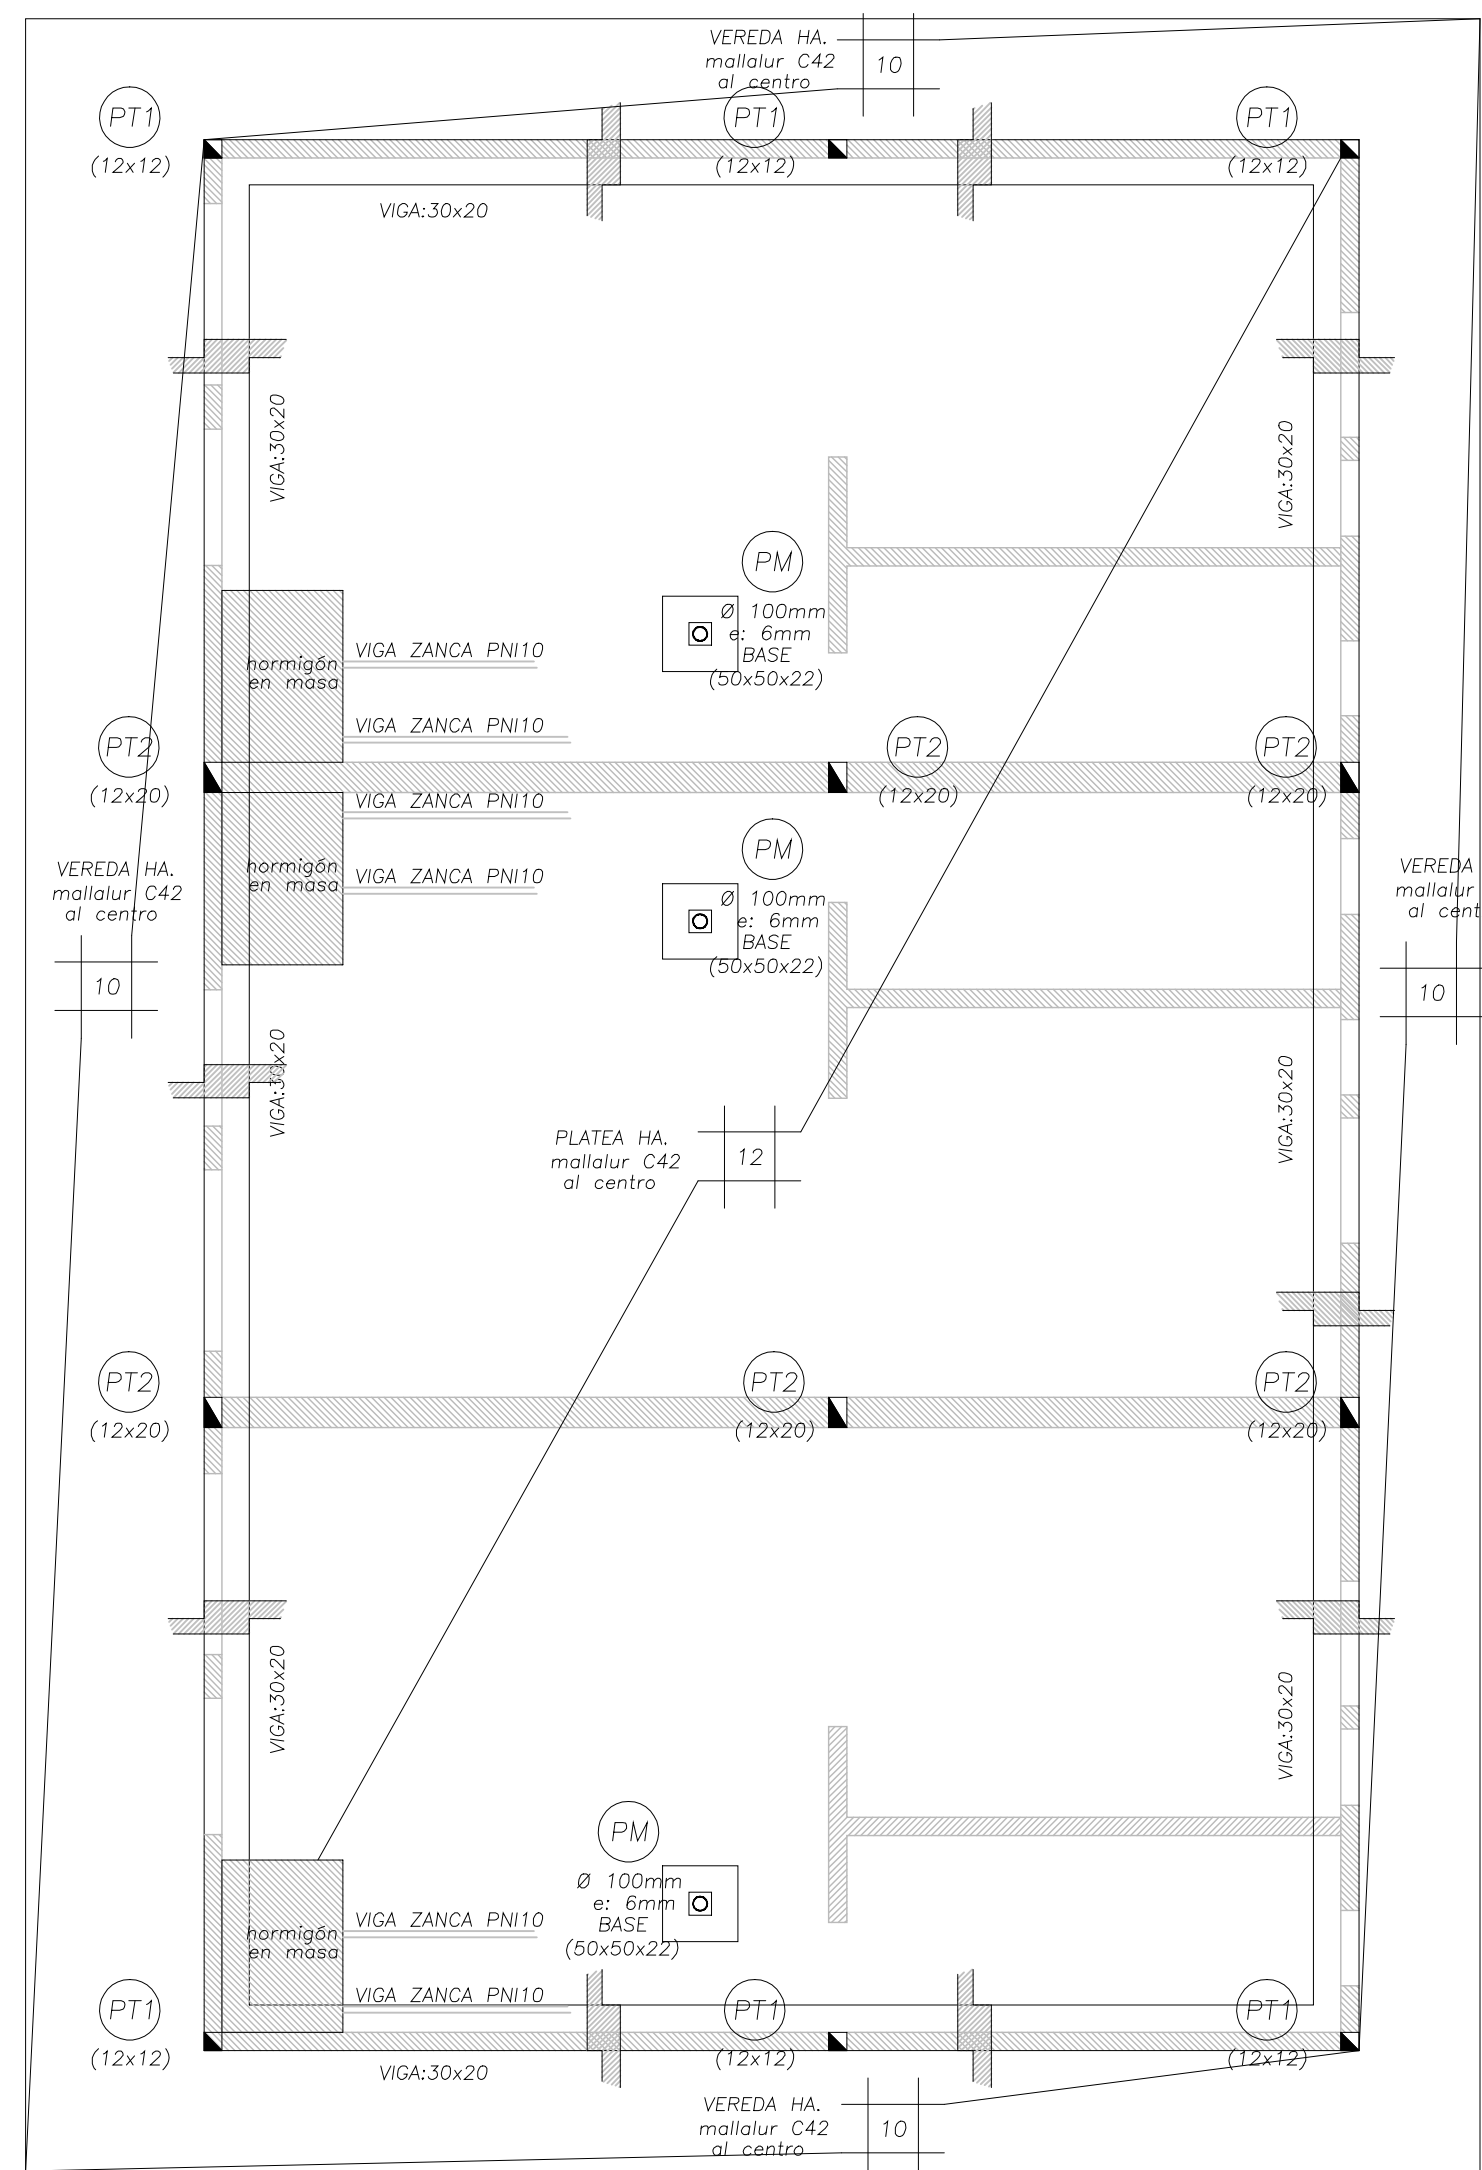 VEREDA HA.
mallalur C42
al centro
10
PT1
(12x12)
PT1
(12x12)
PT1
(12x12)
VIGA:30x20
VIGA:30x20
VIGA:30x20
PM
Ø 100mm
e: 6mm
BASE
(50x50x22)
hormigón
en masa
VIGA ZANCA PNI10
VIGA ZANCA PNI10
PT2
(12x20)
PT2
(12x20)
PT2
(12x20)
VIGA ZANCA PNI10
VIGA ZANCA PNI10
hormigón
en masa
PM
Ø 100mm
e: 6mm
BASE
(50x50x22)
VEREDA HA.
mallalur C42
al centro
10
VEREDA
mallalur
al cent
10
VIGA:30x20
VIGA:30x20
PLATEA HA.
mallalur C42
al centro
12
PT2
(12x20)
PT2
(12x20)
PT2
(12x20)
VIGA:30x20
VIGA:30x20
PM
Ø 100mm
e: 6mm
BASE
(50x50x22)
hormigón
en masa
VIGA ZANCA PNI10
VIGA ZANCA PNI10
PT1
(12x12)
PT1
(12x12)
PT1
(12x12)
VIGA:30x20
VEREDA HA.
mallalur C42
al centro
10